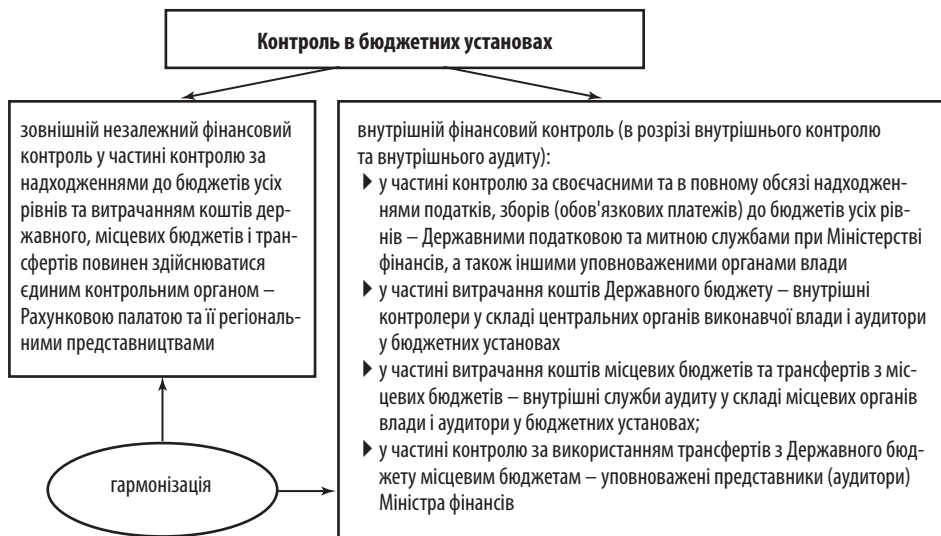 Контроль в бюджетних установах
зовнішній незалежний фінансовий
контроль у частині контролю за
надходженнями до бюджетів усіх
рівнів та витрачанням коштів дер-
жавного, місцевих бюджетів і тран-
сфертів повинен здійснюватися
єдиним контрольним органом –
Рахунковою палатою та її регіональ-
ними представництвами
гармонізація
внутрішній фінансовий контроль (в розрізі внутрішнього контролю
та внутрішнього аудиту):
у частині контролю за своєчасними та в повному обсязі надходжен-
нями податків, зборів (обов'язкових платежів) до бюджетів усіх рів-
нів – Державними податковою та митною службами при Міністерстві
фінансів, а також іншими уповноваженими органами влади
у частині витрачання коштів Державного бюджету – внутрішні
контролери у складі центральних органів виконавчої влади і аудитори
у бюджетних установах
у частині витрачання коштів місцевих бюджетів та трансфертів з міс-
цевих бюджетів – внутрішні служби аудиту у складі місцевих органів
влади і аудитори у бюджетних установах;
у частині контролю за використанням трансфертів з Державного бюд-
жету місцевим бюджетам – уповноважені представники (аудитори)
Міністра фінансів